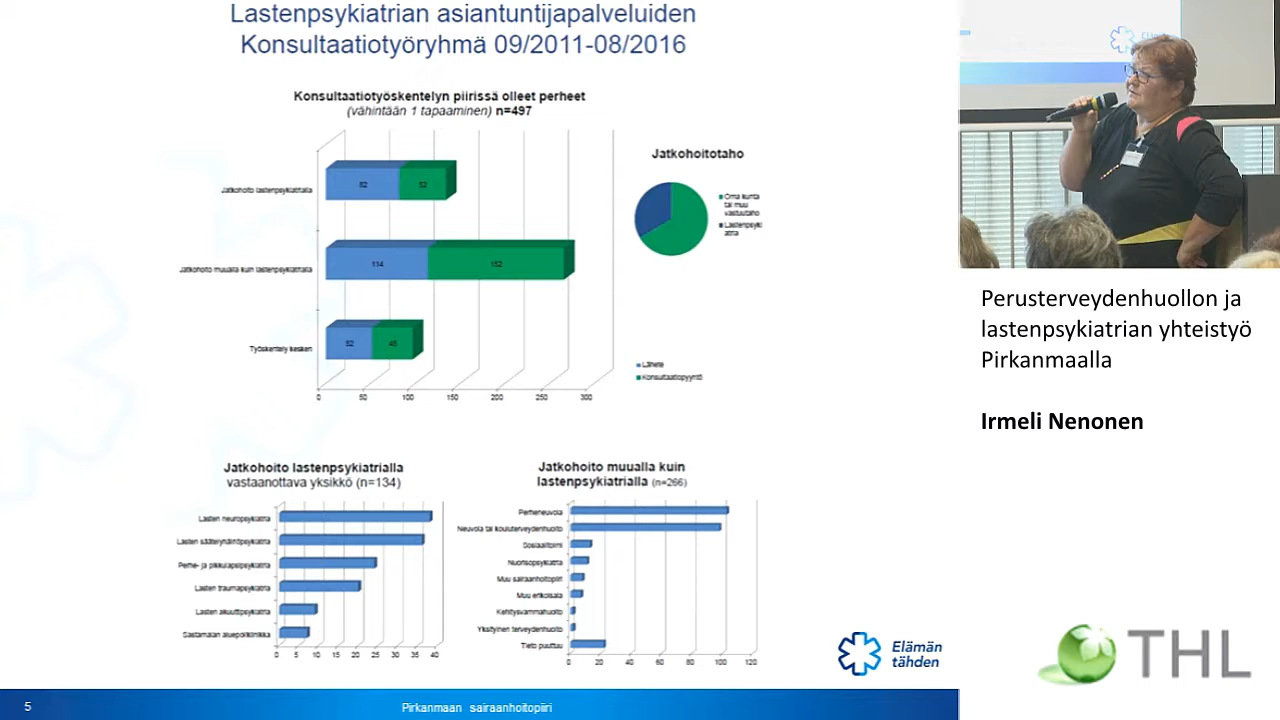 Lastenpsykiatrian asiantuntijapalveluiden
Konsultaatiotyöryhmä 09/2011-08/2016
Konsultaatiotyöskentelyn piirissä olleet perheet
(vähintään 1 tapaaminen) n=497
Jatkohoito lastenpsykiatrialla
82
52
Jatkohoito muualla kuin lastenpsykiatrialla
114
152
Työskentely kesken
52
45
0 50 100 150 200 250 300
Jatkohoitotaho
Oma kunta
tai muu
vastuutaho
Lastenpsyki
atria
Lähete
Konsultaatiopyyntö
Jatkohoito lastenpsykiatrialla
vastaanottava yksikkö (n=134)
Lasten neuropsykiatria
Lasten säätelyhäiriöpsykiatria
Perhe- ja pikkulapsipsykiatria
Lasten traumapsykiatria
Lasten akuuttipsykiatria
Sastamalan aluepoliklinikka
0 5 10 15 20 25 30 35 40
Jatkohoito muualla kuin
lastenpsykiatrialla (n=266)
Perheneuvola
Neuvola tai kouluterveydenhuolto
Sosiaalitoimi
Nuorisopsykiatria
Muu sairaanhoitopiiri
Muu erikoisala
Kehitysvammahuolto
Yksityinen terveydenhuolto
Tieto puuttuu
0 20 40 60 80 100 120
Elämän
tähden
5
Pirkanmaan sairaanhoitopiiri
Perusterveydenhuollon ja
lastenpsykiatrian yhteistyö
Pirkanmaalla
Irmeli Nenonen
THL